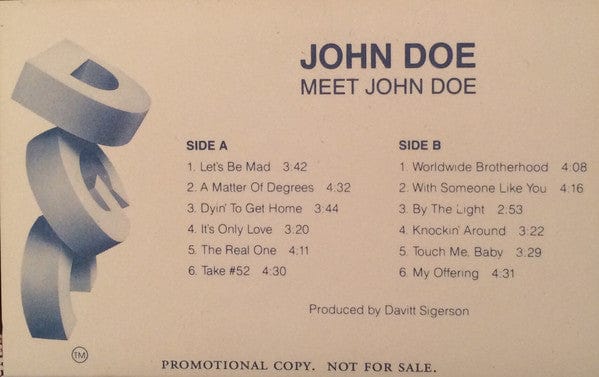 JOHN DOE
MEET JOHN DOE
SIDE A
1. Let's Be Mad 3:42
2. A Matter Of Degrees 4:32
3. Dyin' To Get Home 3:44
4. It's Only Love 3:20
5. The Real One 4:11
6. Take #52 4:30
SIDE B
1. Worldwide Brotherhood 4:08
2. With Someone Like You 4:16
3. By The Light 2:53
4. Knockin' Around 3:22
5. Touch Me, Baby 3:29
6. My Offering 4:31
Produced by Davitt Sigerson
DGC
TM
PROMOTIONAL COPY. NOT FOR SALE.